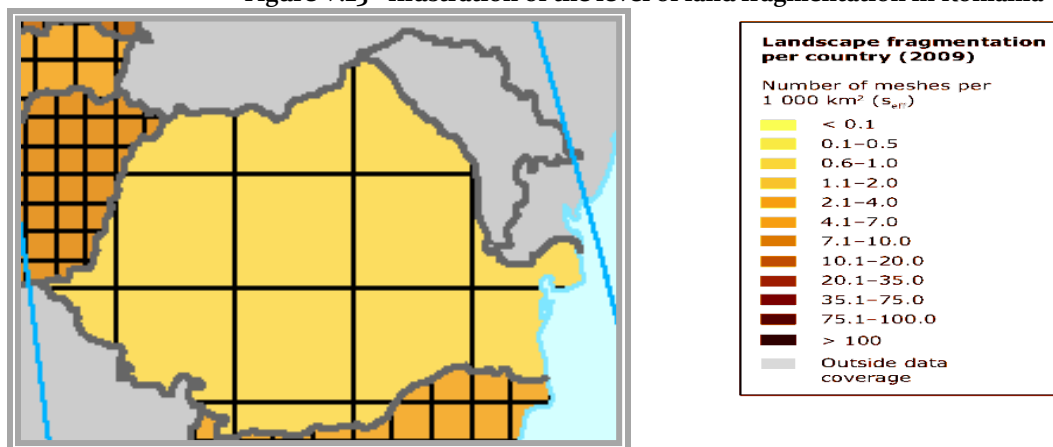 Landscape fragmentation
per country (2009)
Number of meshes per
1 000 km² (seff)
< 0.1
0.1–0.5
0.6–1.0
1.1–2.0
2.1–4.0
4.1–7.0
7.1–10.0
10.1–20.0
20.1–35.0
35.1–75.0
75.1–100.0
> 100
Outside data
coverage